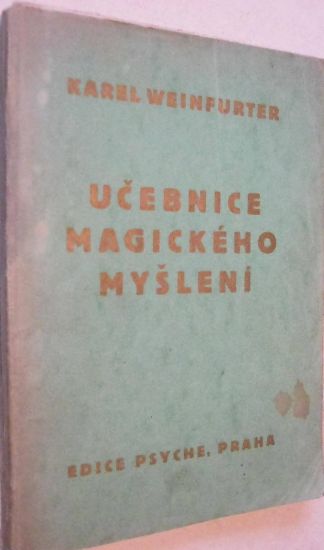 KAREL WEINFURTER
UČEBNICE
MAGICKÉHO
MYŠLENÍ
EDICE PSYCHE, PRAHA